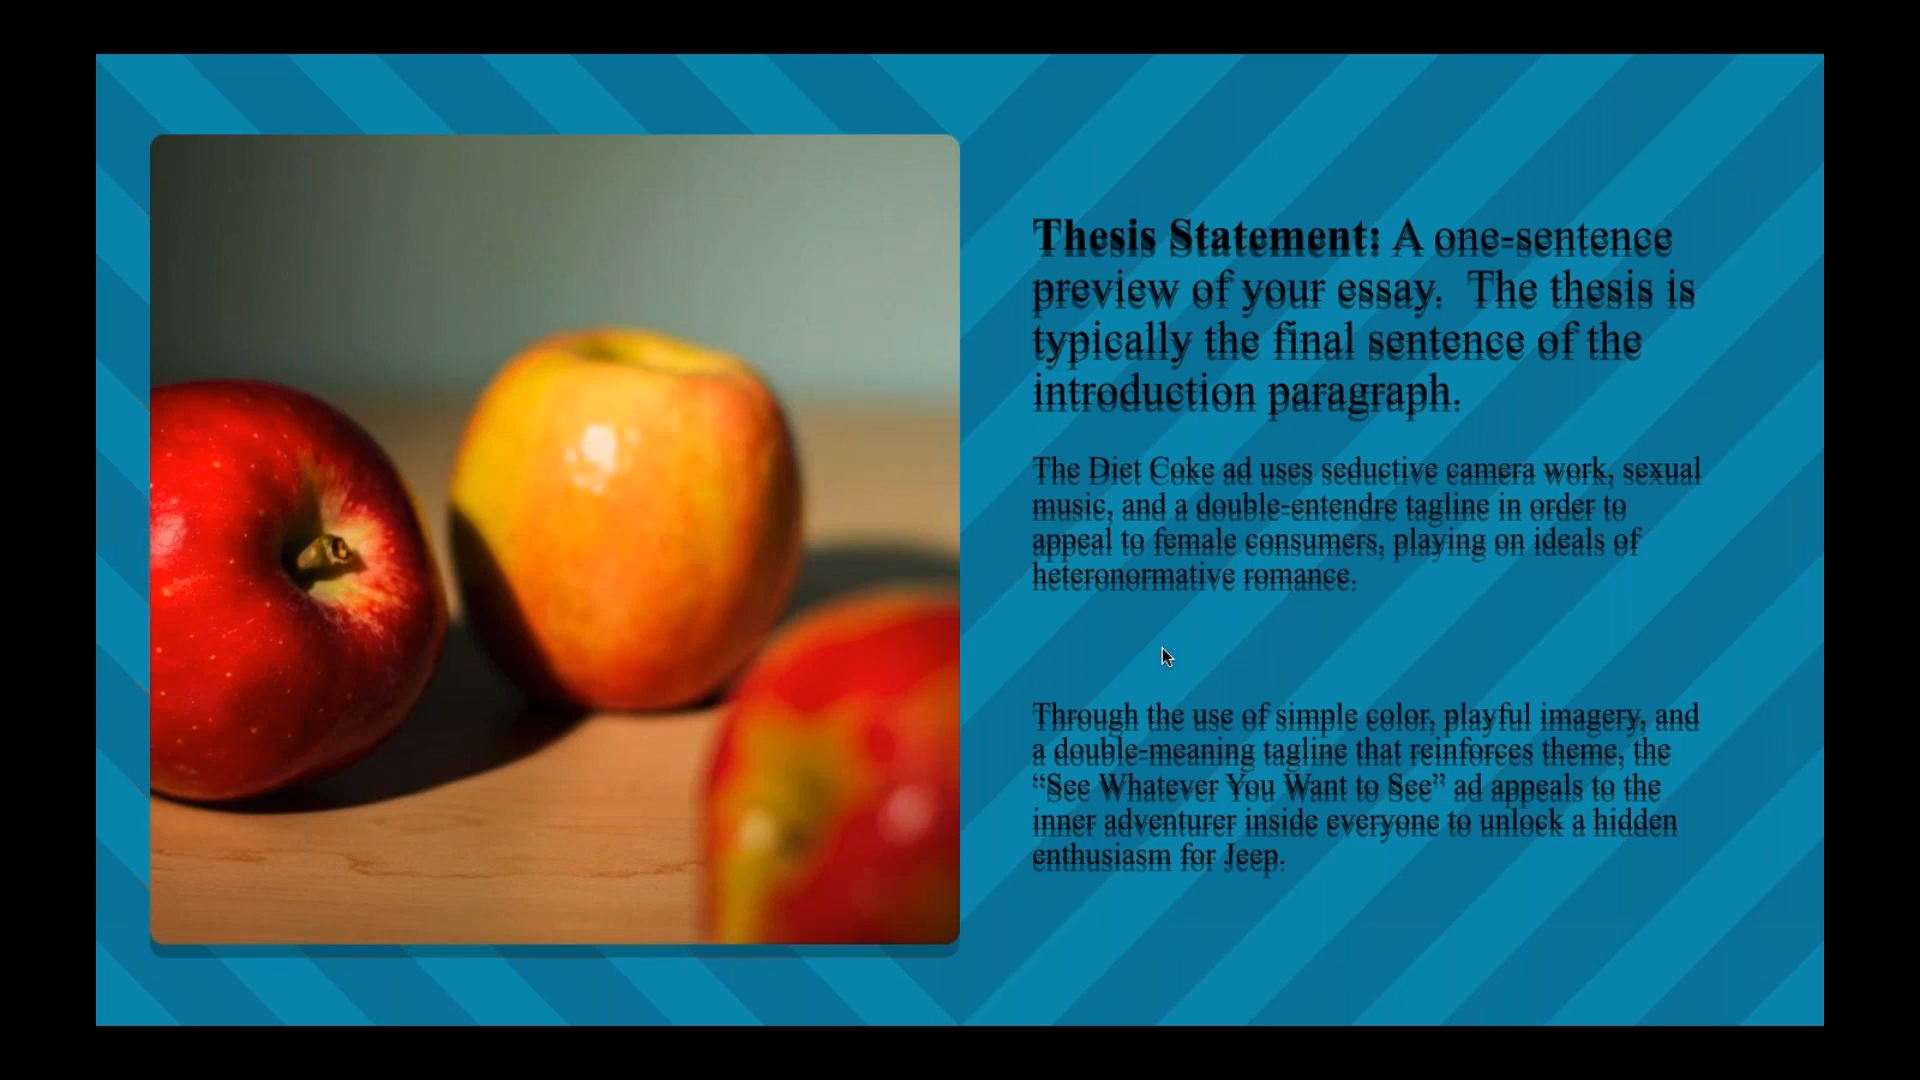 Thesis Statement: A one-sentence
preview of your essay.  The thesis is
typically the final sentence of the
introduction paragraph.
The Diet Coke ad uses seductive camera work, sexual
music, and a double-entendre tagline in order to
appeal to female consumers, playing on ideals of
heteronormative romance.
Through the use of simple color, playful imagery, and
a double-meaning tagline that reinforces theme, the
“See Whatever You Want to See” ad appeals to the
inner adventurer inside everyone to unlock a hidden
enthusiasm for Jeep.